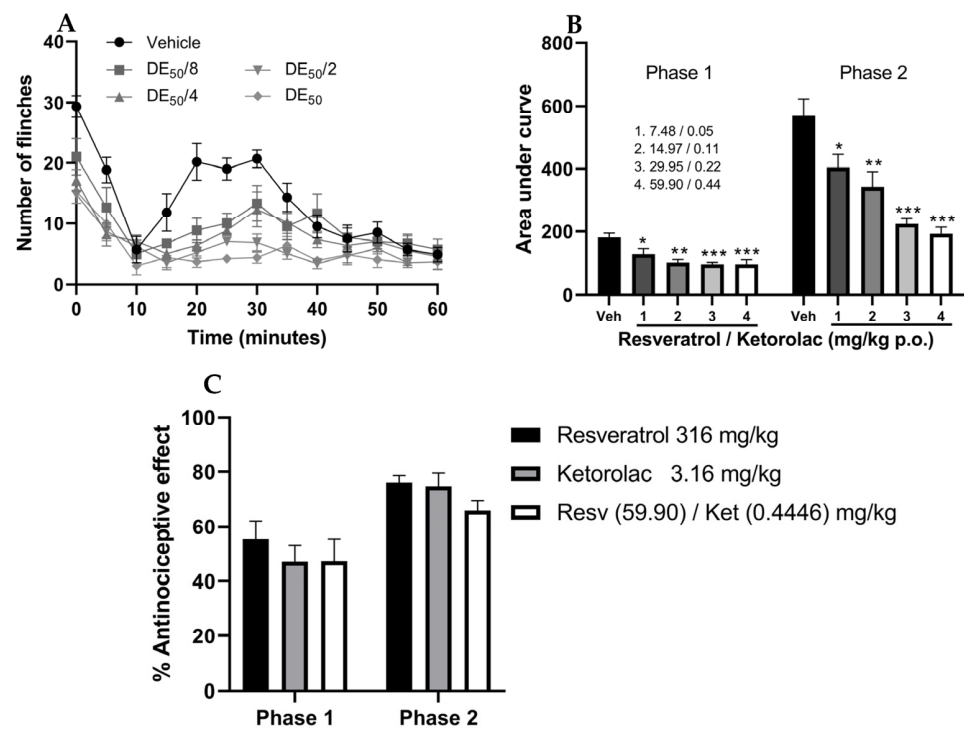 A
Number of flinches
40
30
20
10
0
Vehicle
DE50/8
DE50/2
DE50/4
DE50
0 10 20 30 40 50 60
Time (minutes)
B
Area under curve
800
600
400
200
0
Phase 1
Phase 2
1. 7.48 / 0.05
2. 14.97 / 0.11
3. 29.95 / 0.22
4. 59.90 / 0.44
* ** *** ***
* ** *** ***
Veh 1 2 3 4 Veh 1 2 3 4
Resveratrol / Ketorolac (mg/kg p.o.)
C
% Antinociceptive effect
100
80
60
40
20
0
Phase 1 Phase 2
Resveratrol 316 mg/kg
Ketorolac 3.16 mg/kg
Resv (59.90) / Ket (0.4446) mg/kg